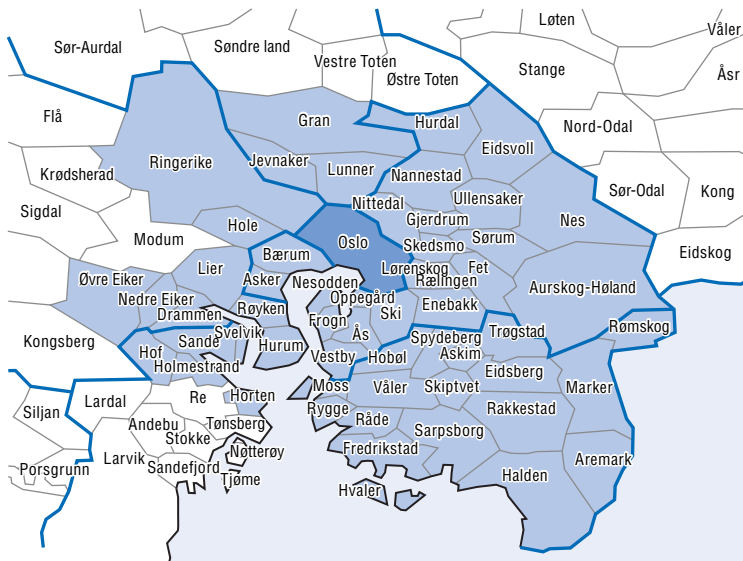 Løten
Våler
Sør-Aurdal
Søndre land
Vestre Toten
Østre Toten
Stange
Åsr
Flå
Gran
Hurdal
Nord-Odal
Eidsvoll
Ringerike
Jevnaker
Lunner
Nannestad
Krødsherad
Ullensaker
Sør-Odal
Kong
Sigdal
Nittedal
Gjerdrum
Nes
Hole
Modum
Oslo
Skedsmo
Sørum
Eidskog
Bærum
Lørenskog
Fet
Lier
Øvre Eiker
Asker
Nesodden
Rælingen
Aurskog-Høland
Nedre Eiker
Oppegård
Enebakk
Drammen
Røyken
Frogn
Ski
Rømskog
Svelvik
Ås
Spydeberg
Trøgstad
Kongsberg
Sande
Hurum
Hof
Vestby
Hobøl
Askim
Holmestrand
Eidsberg
Moss
Våler
Skiptvet
Marker
Siljan
Lardal
Re
Horten
Rygge
Rakkestad
Andebu
Tønsberg
Råde
Sarpsborg
Stokke
Larvik
Nøtterøy
Fredrikstad
Aremark
Porsgrunn
Sandefjord
Halden
Tjøme
Hvaler